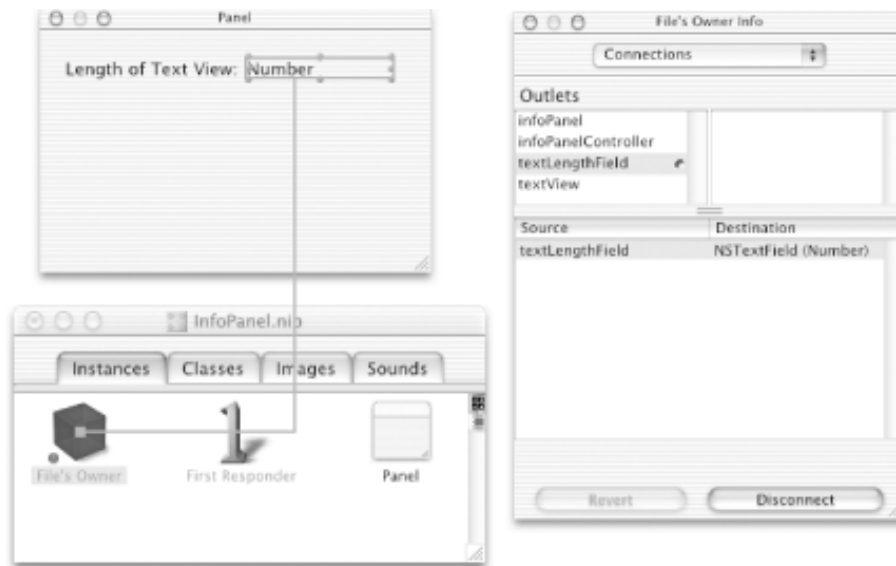 Panel
Length of Text View: Number
InfoPanel.nib
Instances Classes Images Sounds
File's Owner First Responder Panel
File's Owner Info
Connections
Outlets
infoPanel
infoPanelController
textLengthField
textView
Source Destination
textLengthField NSTextField (Number)
Revert Disconnect